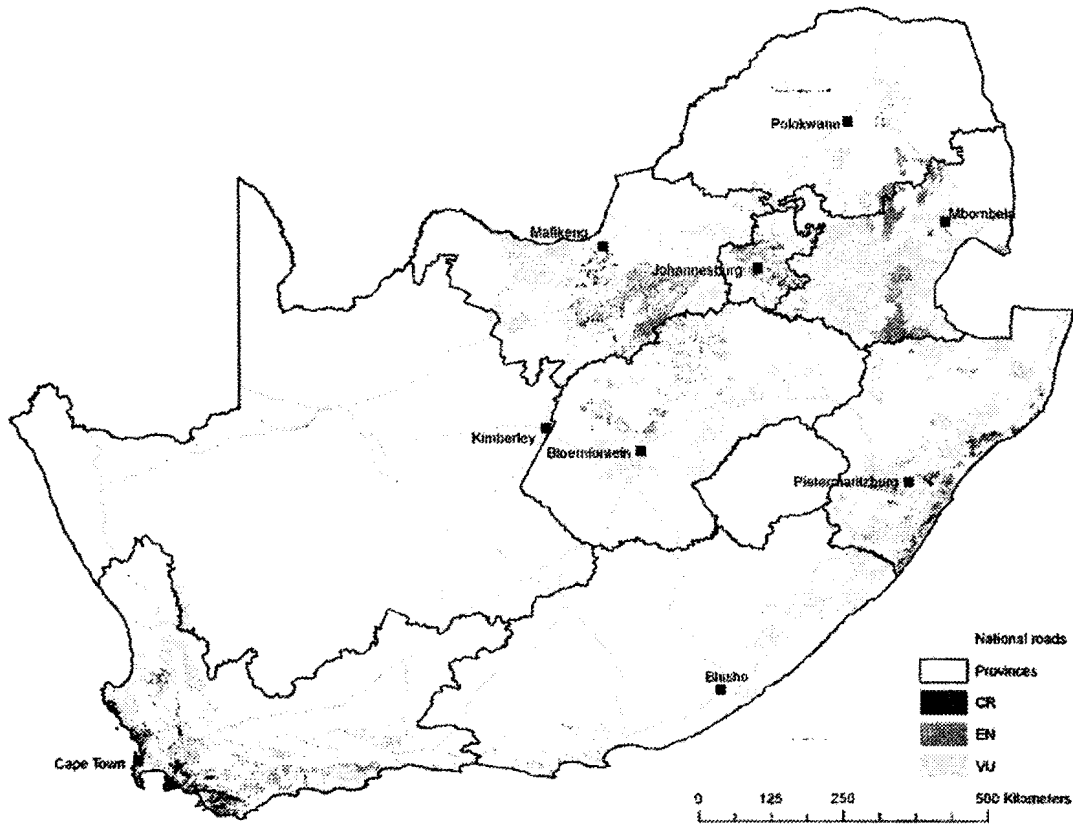 Polokwane
Mbombela
Mafikeng
Johannesburg
Kimberley
Bloemfontein
Pietermaritzburg
National roads
Bhisho
Provinces
CR
EN
Cape Town
VU
0 125 250 500 Kilometers